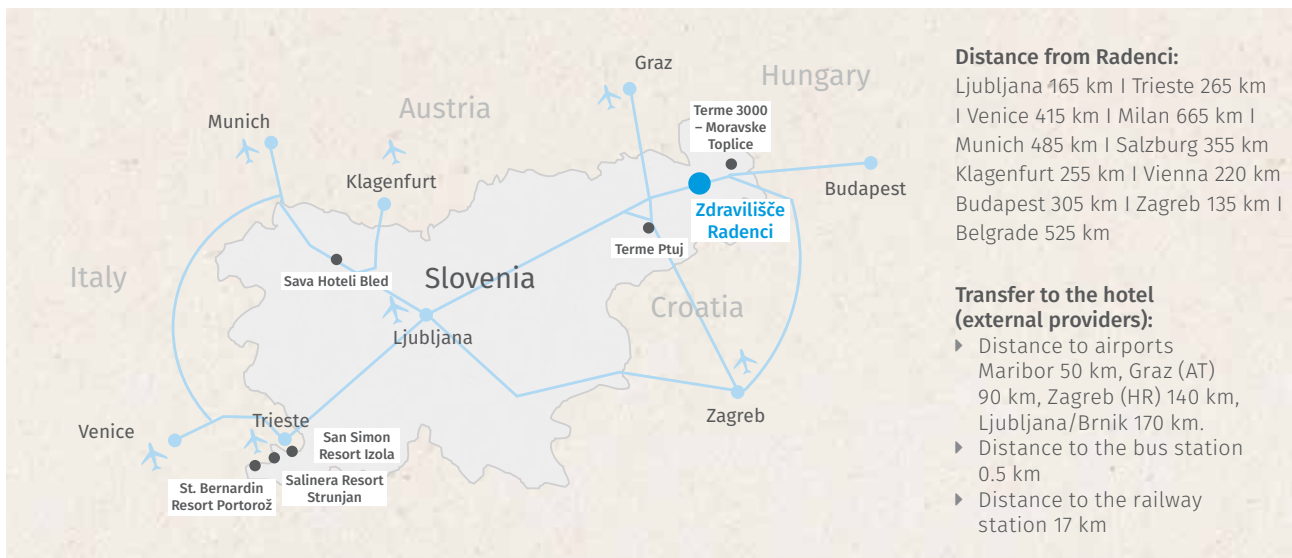 Graz
Hungary
Austria
Munich
Terme 3000
– Moravske
Toplice
Klagenfurt
Budapest
Zdravilišče
Radenci
Terme Ptuj
Italy
Sava Hoteli Bled
Slovenia
Croatia
Ljubljana
Zagreb
Venice
Trieste
San Simon
Resort Izola
Salinera Resort
Strunjan
St. Bernardin
Resort Portorož
Distance from Radenci:
Ljubljana 165 km I Trieste 265 km
I Venice 415 km I Milan 665 km I
Munich 485 km I Salzburg 355 km
Klagenfurt 255 km I Vienna 220 km
Budapest 305 km I Zagreb 135 km I
Belgrade 525 km
Transfer to the hotel
(external providers):
Distance to airports
Maribor 50 km, Graz (AT)
90 km, Zagreb (HR) 140 km,
Ljubljana/Brnik 170 km.
Distance to the bus station
0.5 km
Distance to the railway
station 17 km